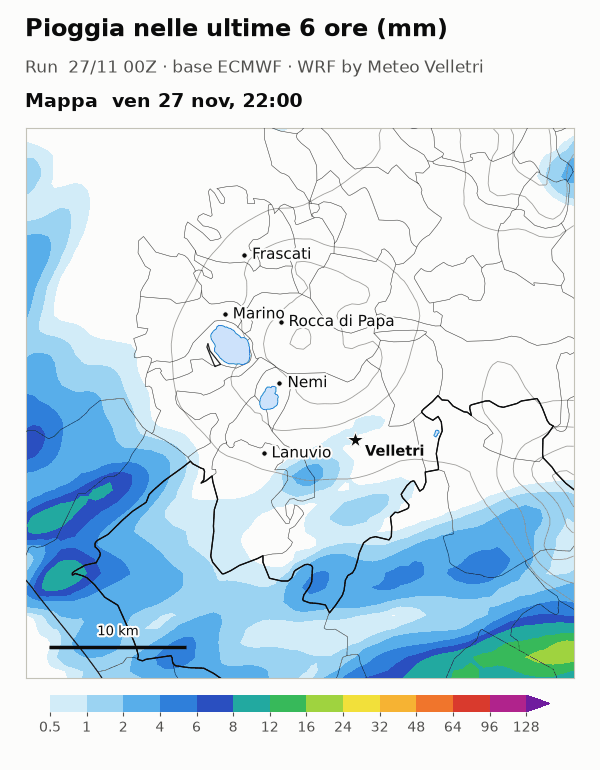 Pioggia nelle ultime 6 ore (mm)
Run  27/11 00Z · base ECMWF · WRF by Meteo Velletri
Mappa  ven 27 nov, 22:00
Frascati
Marino
Rocca di Papa
Nemi
Velletri
Lanuvio
10 km
0.5 1 2 4 6 8 12 16 24 32 48 64 96 128